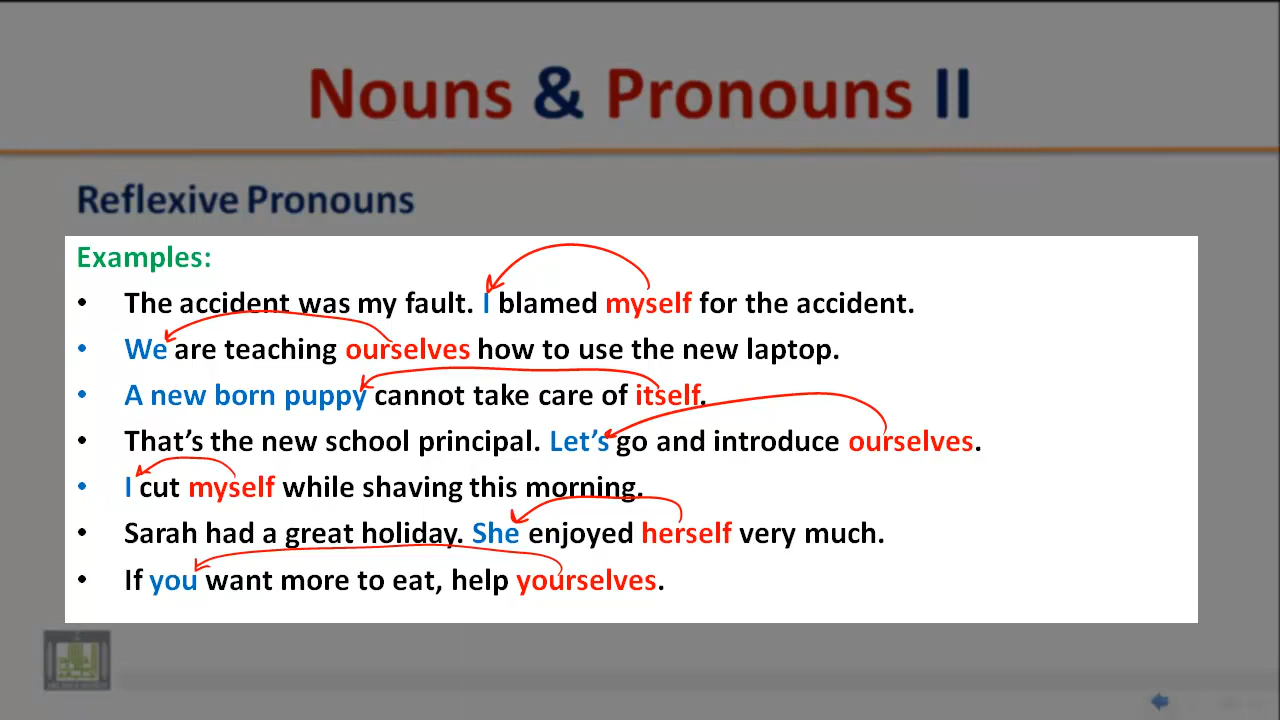 Nouns & Pronouns II
Reflexive Pronouns
Examples:
• The accident was my fault. I blamed myself for the accident.
• We are teaching ourselves how to use the new laptop.
• A new born puppy cannot take care of itself.
• That’s the new school principal. Let’s go and introduce ourselves.
• I cut myself while shaving this morning.
• Sarah had a great holiday. She enjoyed herself very much.
• If you want more to eat, help yourselves.